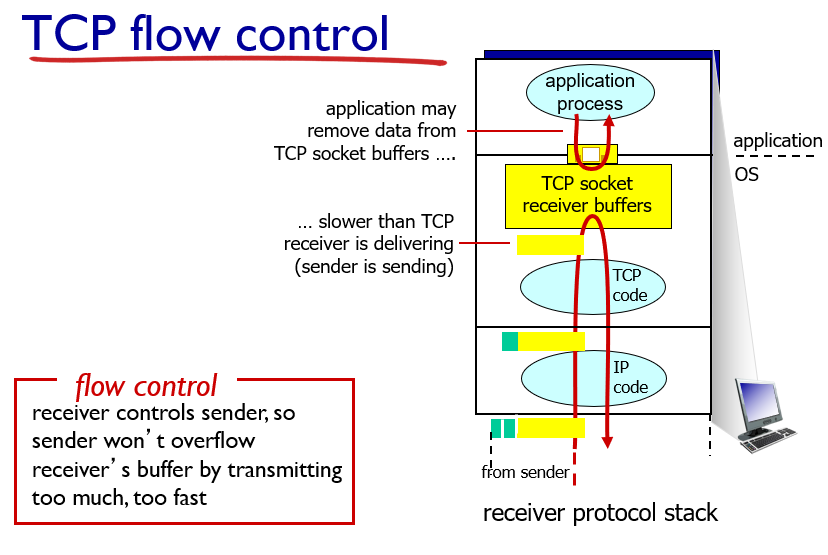 TCP flow control
application
process
application may
remove data from
TCP socket buffers ….
application
OS
TCP socket
receiver buffers
… slower than TCP
receiver is delivering
(sender is sending)
TCP
code
IP
code
flow control
receiver controls sender, so
sender won’t overflow
receiver’s buffer by transmitting
too much, too fast
from sender
receiver protocol stack